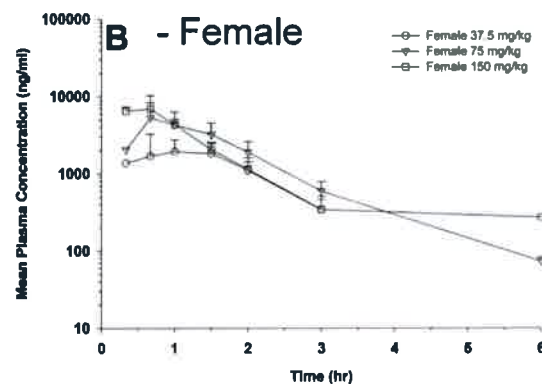 B - Female
Female 37.5 mg/kg
Female 75 mg/kg
Female 150 mg/kg
Mean Plasma Concentration (ng/ml)
100000
10000
1000
100
10
0 1 2 3 4 5 6
Time (hr)